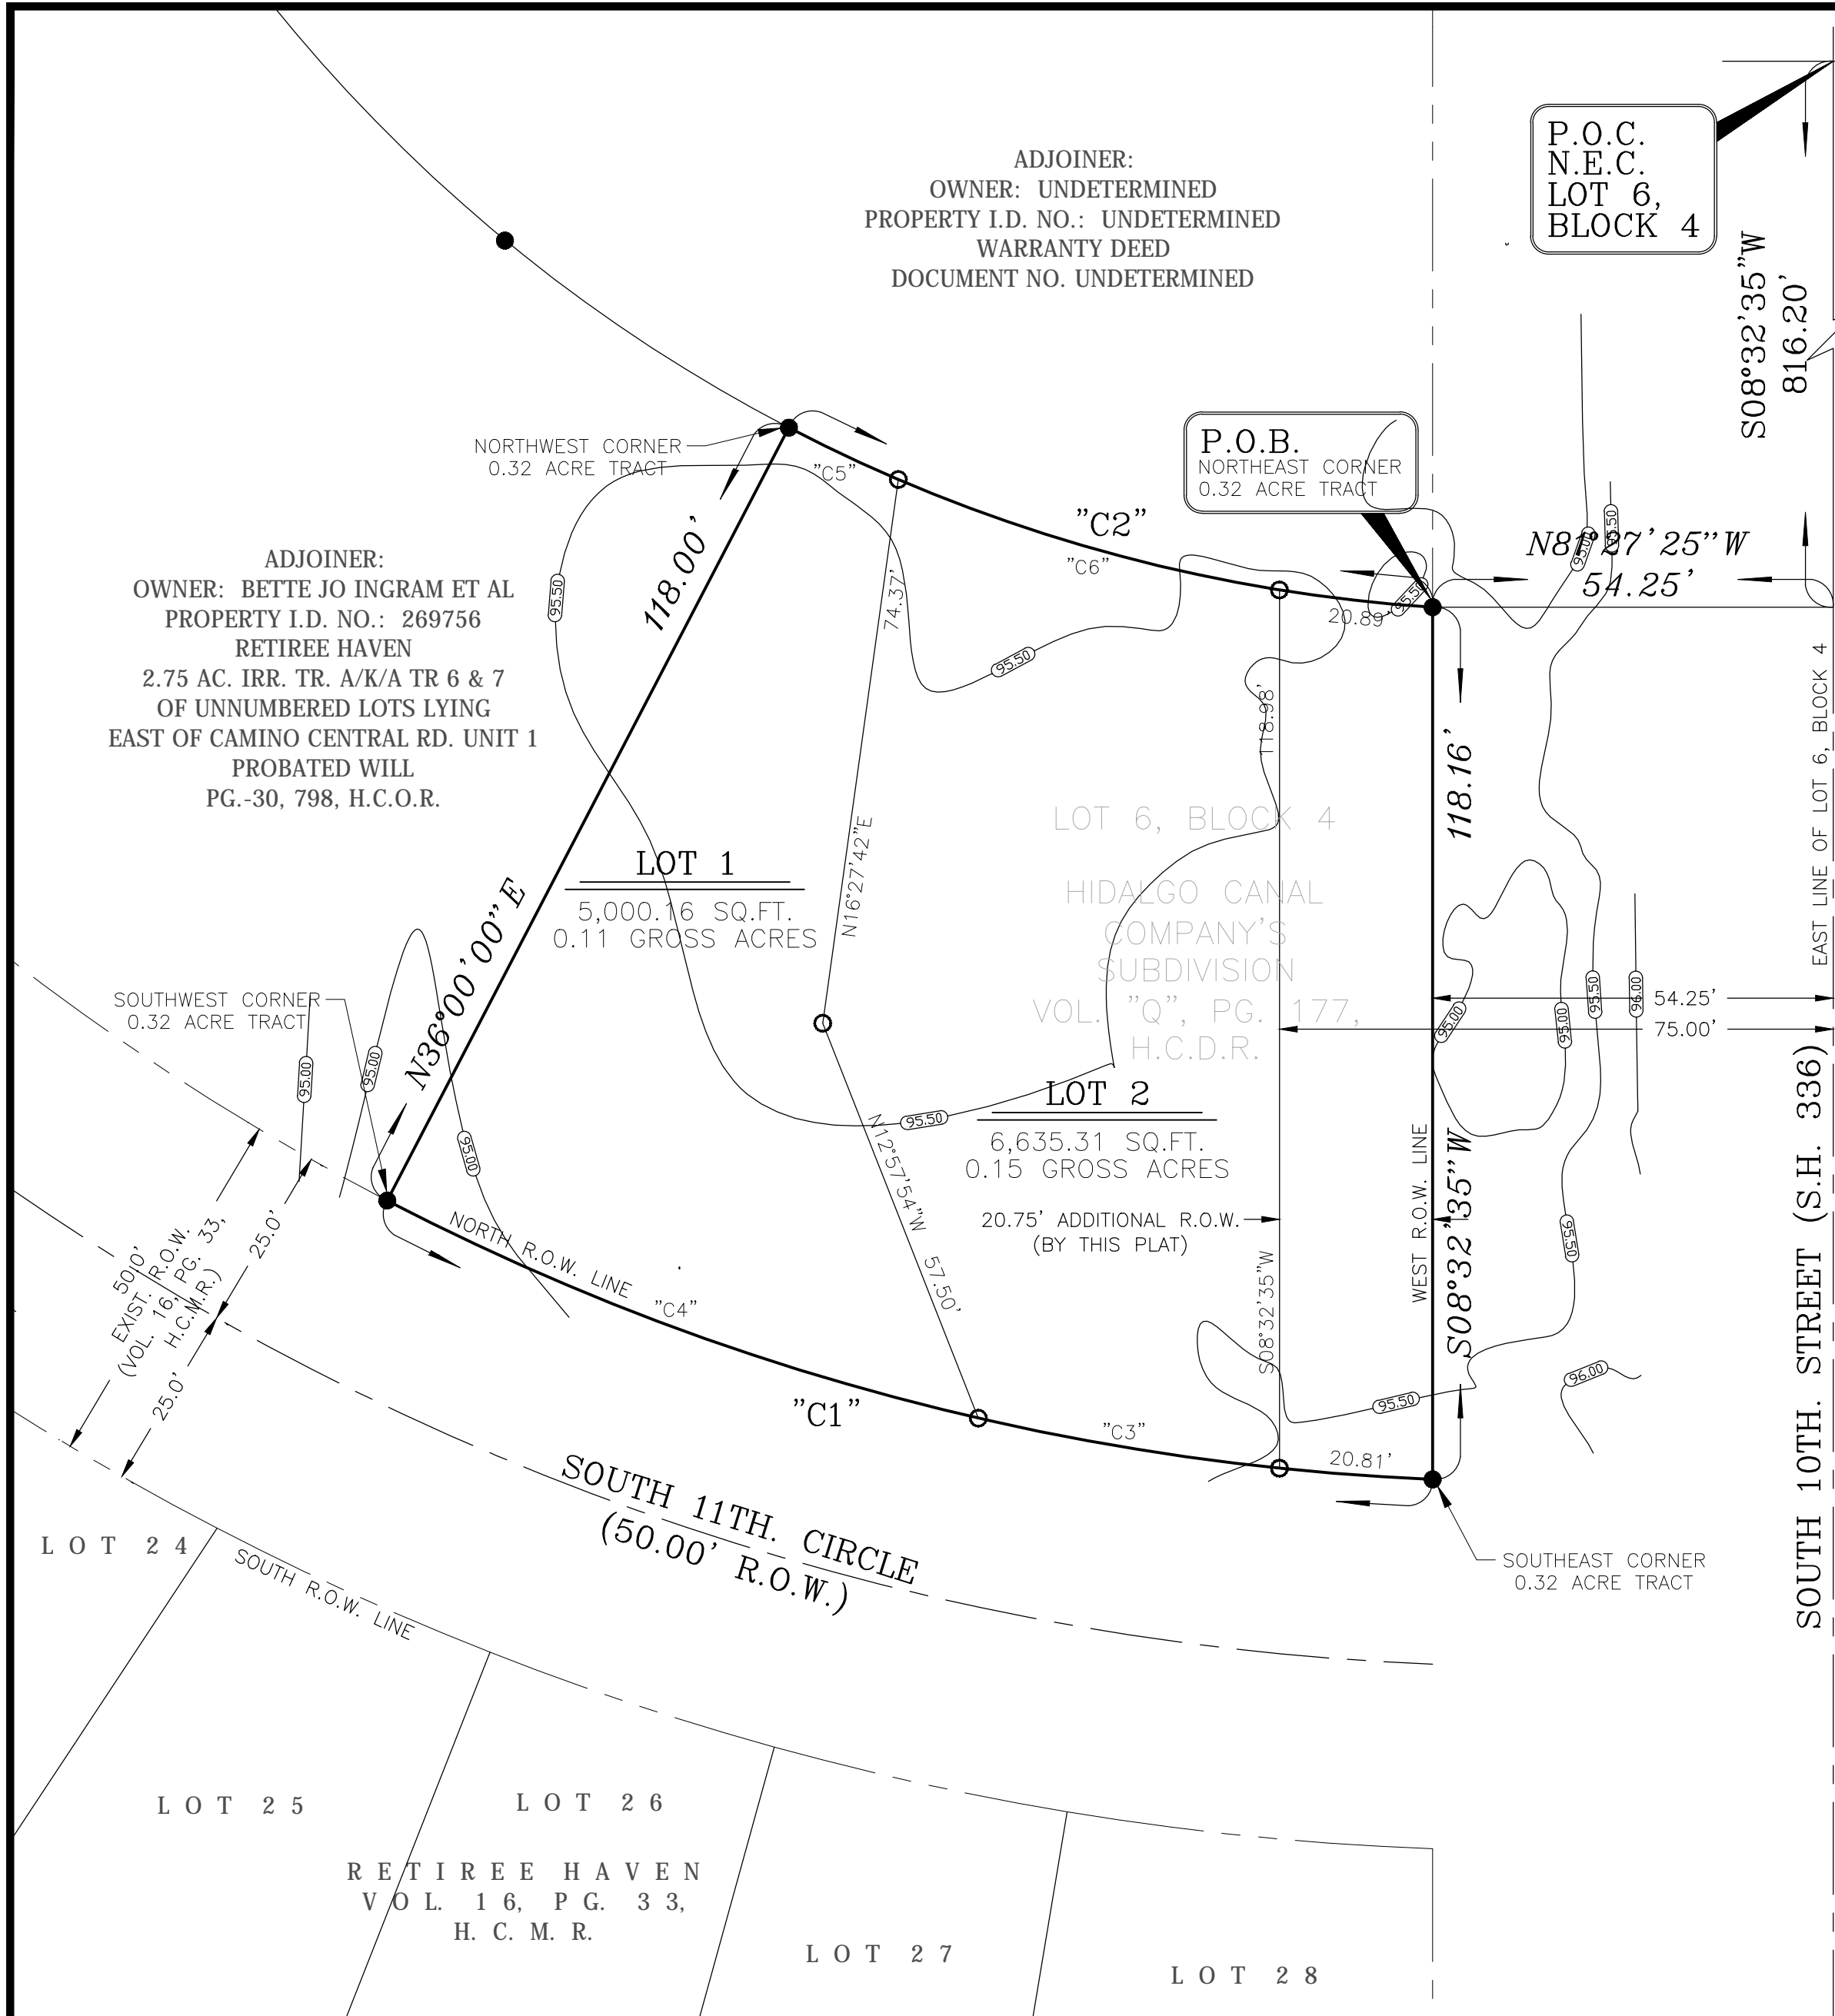 P.O.C.
N.E.C.
LOT 6,
BLOCK 4
S08°32'35"W
816.20'
ADJOINER:
OWNER: UNDETERMINED
PROPERTY I.D. NO.: UNDETERMINED
WARRANTY DEED
DOCUMENT NO. UNDETERMINED
NORTHWEST CORNER
0.32 ACRE TRACT
"C5"
"C2"
"C6"
P.O.B.
NORTHEAST CORNER
0.32 ACRE TRACT
N81°27'25"W
54.25'
95.00
95.50
95.50
20.89'
ADJOINER:
OWNER: BETTE JO INGRAM ET AL
PROPERTY I.D. NO.: 269756
RETIREE HAVEN
2.75 AC. IRR. TR. A/K/A TR 6 & 7
OF UNNUMBERED LOTS LYING
EAST OF CAMINO CENTRAL RD. UNIT 1
PROBATED WILL
PG.-30, 798, H.C.O.R.
95.50
118.00'
74.37'
95.50
118.98'
118.16'
EAST LINE OF LOT 6, BLOCK 4
LOT 6, BLOCK 4
HIDALGO CANAL
COMPANY'S
SUBDIVISION
VOL. "Q", PG. 177,
H.C.D.R.
LOT 1
5,000.16 SQ.FT.
0.11 GROSS ACRES
N16°27'42"E
N36°00'00"E
SOUTHWEST CORNER
0.32 ACRE TRACT
95.00
95.00
95.00
54.25'
75.00'
95.00
95.00
95.50
96.00
LOT 2
6,635.31 SQ.FT.
0.15 GROSS ACRES
95.50
N12°57'54"W 57.50'
20.75' ADDITIONAL R.O.W.
(BY THIS PLAT)
S08°32'35"W
WEST R.O.W. LINE
S08°32'35"W
95.50
96.00
95.50
SOUTH 10TH. STREET (S.H. 336)
50.0'
EXIST. R.O.W.
(VOL. 16, PG. 33,
H.C.M.R.)
25.0'
25.0'
NORTH R.O.W. LINE
"C4"
"C1"
"C3"
20.81'
SOUTH 11TH. CIRCLE
(50.00' R.O.W.)
SOUTHEAST CORNER
0.32 ACRE TRACT
LOT 24
SOUTH R.O.W. LINE
LOT 25
LOT 26
RETIREE HAVEN
VOL. 16, PG. 33,
H.C.M.R.
LOT 27
LOT 28